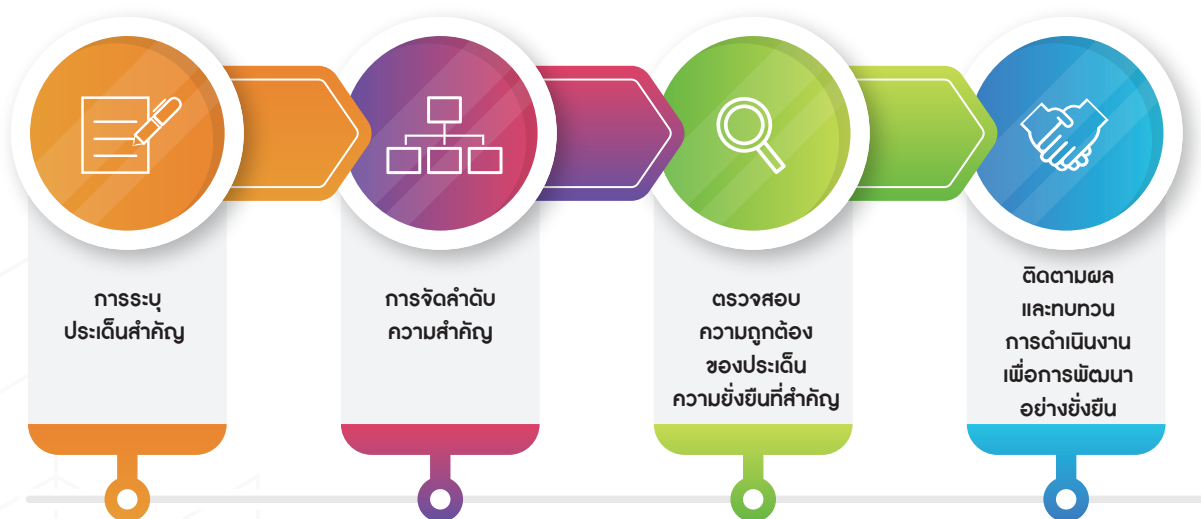 การระบุ
ประเด็นสำคัญ
การจัดลำดับ
ความสำคัญ
ตรวจสอบ
ความถูกต้อง
ของประเด็น
ความยั่งยืนที่สำคัญ
ติดตามผล
และทบทวน
การดำเนินงาน
เพื่อการพัฒนา
อย่างยั่งยืน